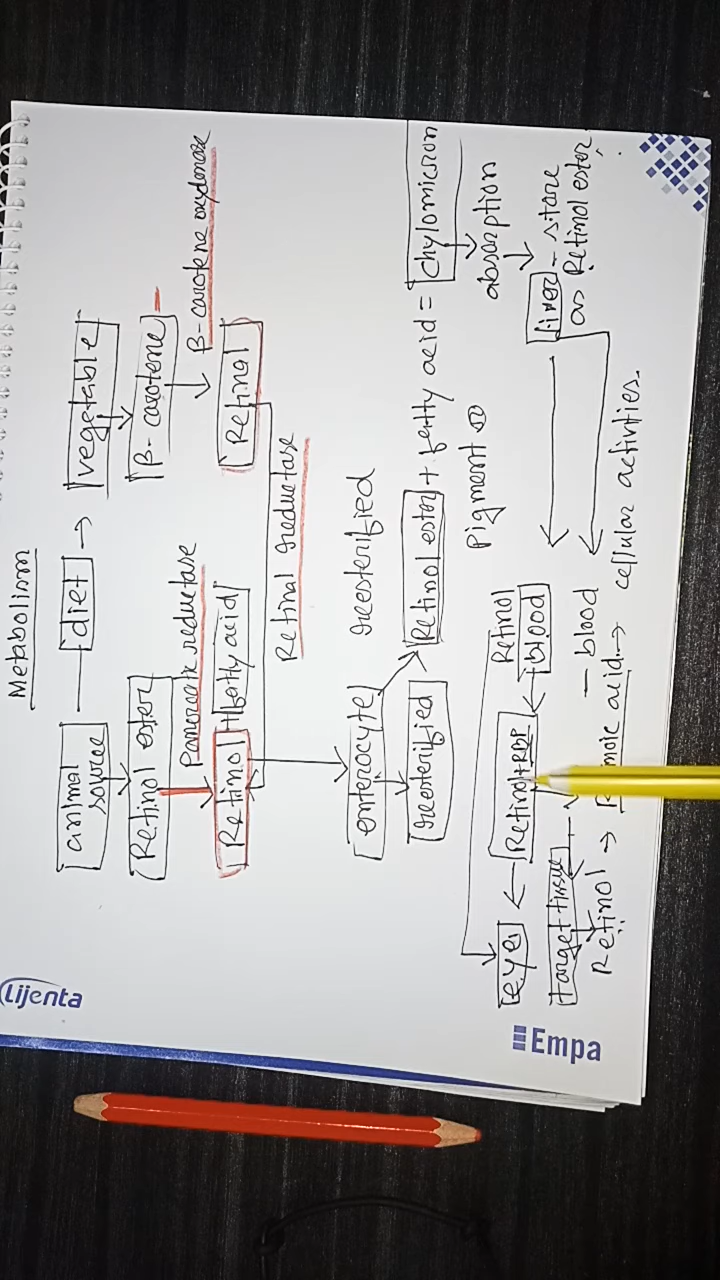 Metabolism
animal source
diet →
vegetable
Retinol ester
β- carotene
Pancreatic reductase
β- carotene oxydenase
Retinol + fatty acid
Retinal
Retinal reductase
enterocyte
reesterified
reesterified
Retinol ester + fatty acid = chylomicron
Pigment
absorption
eye
Retinol + RBP
blood
Retinol
liver - store
as Retinol ester
target tissue
- blood
Retinol → acid → cellular activities.
Lijenta
Empa